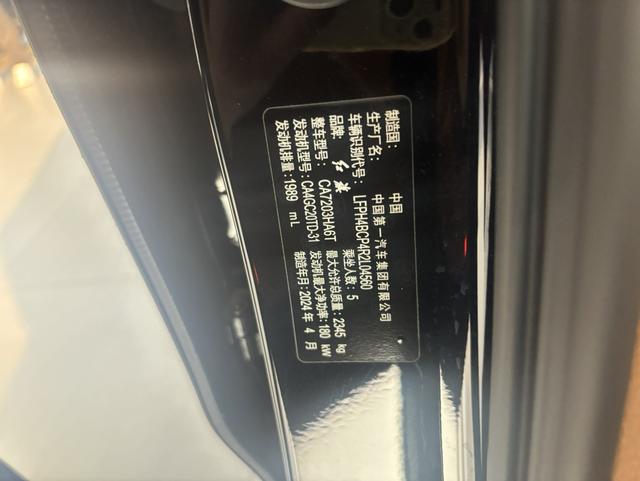 制造国：中国
生产厂名：中国第一汽车集团有限公司
车辆识别代号：LFPH4BCP4R2L04560
品牌：红旗 乘坐人数：5
整车型号：CA7203HA6T 最大允许总质量：2345 kg
发动机型号：CA4GC20TD-31 发动机最大净功率：180 kW
发动机排量：1989 mL 制造年月：2024 年 4 月